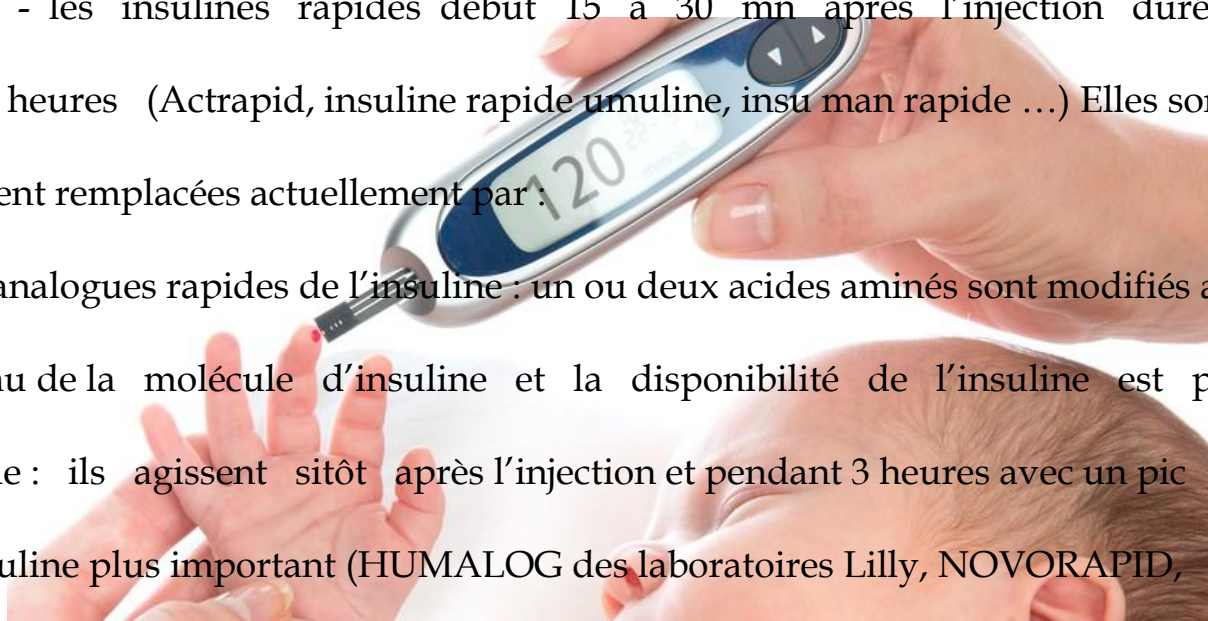 - les insulines rapides début 15 à 30 mn après l'injection dure
heures (Actrapid, insuline rapide umuline, insu man rapide …) Elles son
ent remplacées actuellement par :
120
analogues rapides de l'insuline : un ou deux acides aminés sont modifiés a
au de la molécule d'insuline et la disponibilité de l'insuline est p
e : ils agissent sitôt après l'injection et pendant 3 heures avec un pic
uline plus important (HUMALOG des laboratoires Lilly, NOVORAPID,